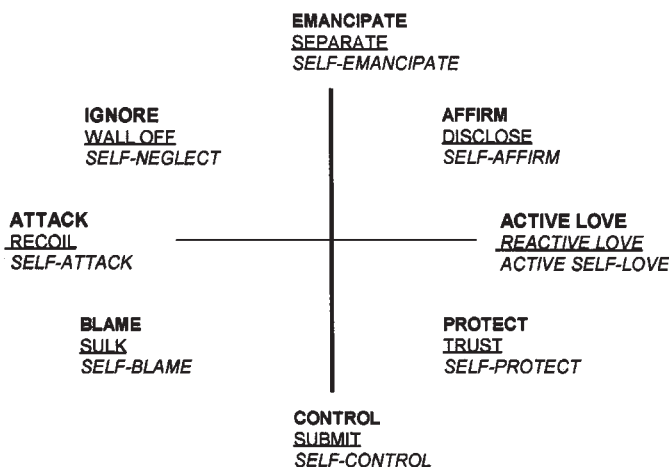 EMANCIPATE
SEPARATE
SELF-EMANCIPATE
IGNORE
WALL OFF
SELF-NEGLECT
AFFIRM
DISCLOSE
SELF-AFFIRM
ATTACK
RECOIL
SELF-ATTACK
ACTIVE LOVE
REACTIVE LOVE
ACTIVE SELF-LOVE
BLAME
SULK
SELF-BLAME
PROTECT
TRUST
SELF-PROTECT
CONTROL
SUBMIT
SELF-CONTROL